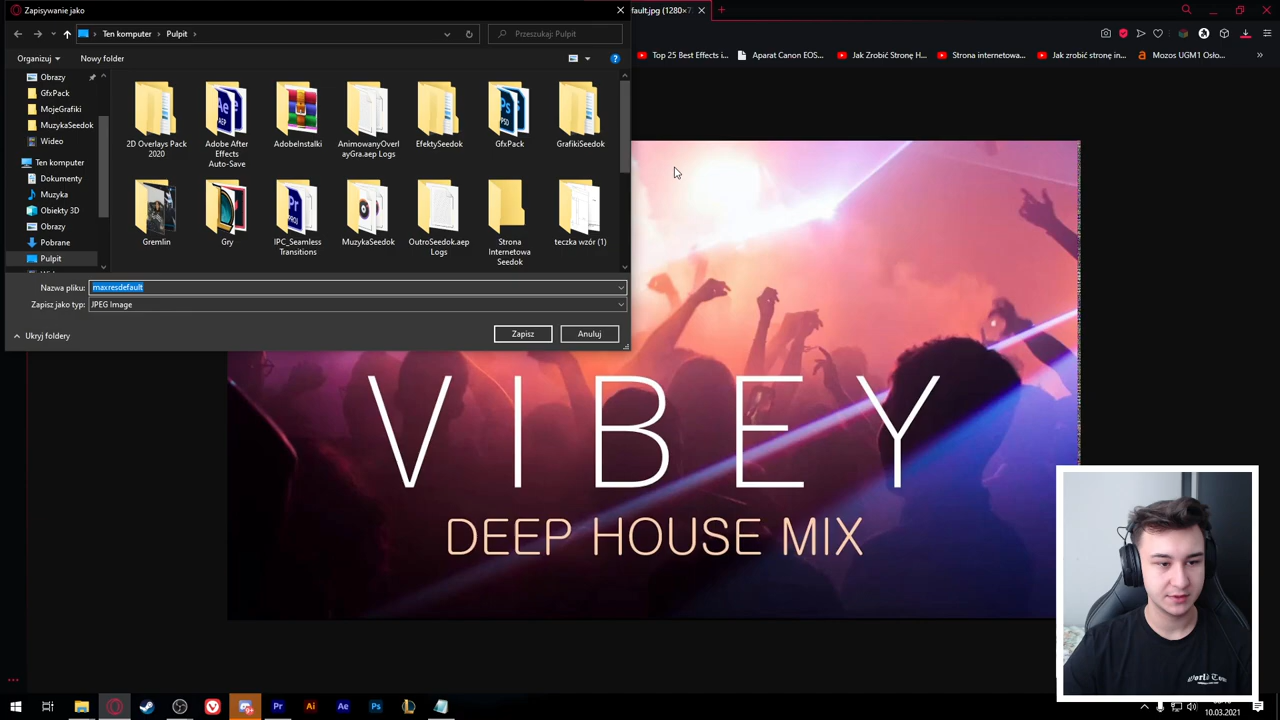 Zapisywanie jako
fault.jpg (1280×7
Ten komputer
Pulpit
Przeszukaj: Pulpit
Organizuj
Nowy folder
Top 25 Best Effects i...
Aparat Canon EOS...
Jak Zrobić Stronę H...
Strona internetowa...
Jak zrobić stronę in...
Mozos UGM1 Osło...
Obrazy
GfxPack
MojeGrafiki
MuzykaSeedok
Wideo
Ten komputer
Dokumenty
Muzyka
Obiekty 3D
Obrazy
Pobrane
Pulpit
2D Overlays Pack
2020
Adobe After
Effects
Auto-Save
AdobeInstalki
AnimowanyOverl
ayGra.aep Logs
EfektySeedok
GfxPack
GrafikiSeedok
Gremlin
Gry
IPC_Seamless
Transitions
MuzykaSeedok
OutroSeedok.aep
Logs
Strona
Internetowa
Seedok
teczka wzór (1)
Nazwa pliku:
maxresdefault
Zapisz jako typ:
JPEG Image
Ukryj foldery
Zapisz
Anuluj
VIBEY
DEEP HOUSE MIX
10.03.2021